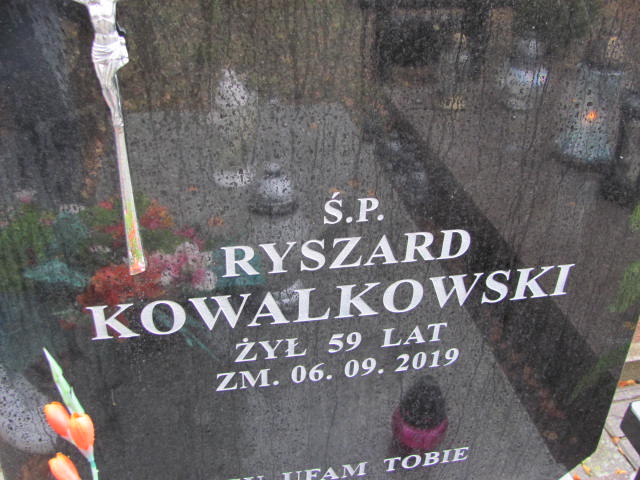 Ś.P.
RYSZARD
KOWALKOWSKI
ŻYŁ 59 LAT
ZM. 06. 09. 2019
UFAM TOBIE